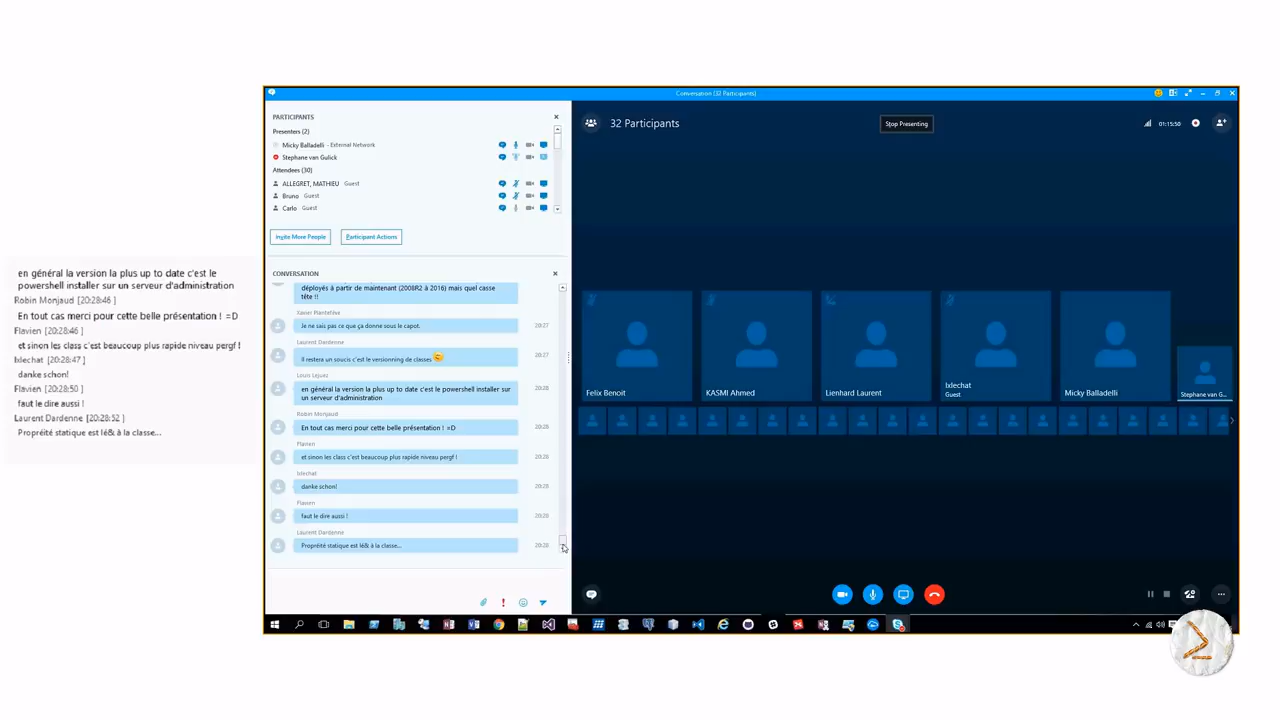 en général la version la plus up to date c'est le
powershell installer sur un serveur d'administration
Robin Monjaud [20:28:46]
En tout cas merci pour cette belle présentation ! =D
Flavien [20:28:46]
et sinon les class c'est beaucoup plus rapide niveau pergf !
Ixlechat [20:28:47]
danke schon!
Flavien [20:28:50]
faut le dire aussi !
Laurent Dardenne [20:28:52]
Propréité statique est lé& à la classe...
Conversation (32 Participants)
PARTICIPANTS
Presenters (2)
Micky Balladelli - External Network
Stephane van Gulick
Attendees (30)
ALLEGRET, MATHIEU Guest
Bruno Guest
Carlo Guest
Invite More People
Participant Actions
CONVERSATION
déployés à partir de maintenant (2008R2 à 2016) mais quel casse
tête !!
Xavier Plantefève
Je ne sais pas ce que ça donne sous le capot. 20:27
Laurent Dardenne
Il restera un soucis c'est le versionning de classes 20:27
Louis Lejuez
en général la version la plus up to date c'est le powershell installer sur 20:28
un serveur d'administration
Robin Monjaud
En tout cas merci pour cette belle présentation ! =D 20:28
Flavien
et sinon les class c'est beaucoup plus rapide niveau pergf ! 20:28
Ixlechat
danke schon! 20:28
Flavien
faut le dire aussi ! 20:28
Laurent Dardenne
Propréité statique est lé& à la classe... 20:28
32 Participants
Stop Presenting
01:15:50
Felix Benoit
KASMI Ahmed
Lienhard Laurent
Ixlechat
Guest
Micky Balladelli
Stephane van G...